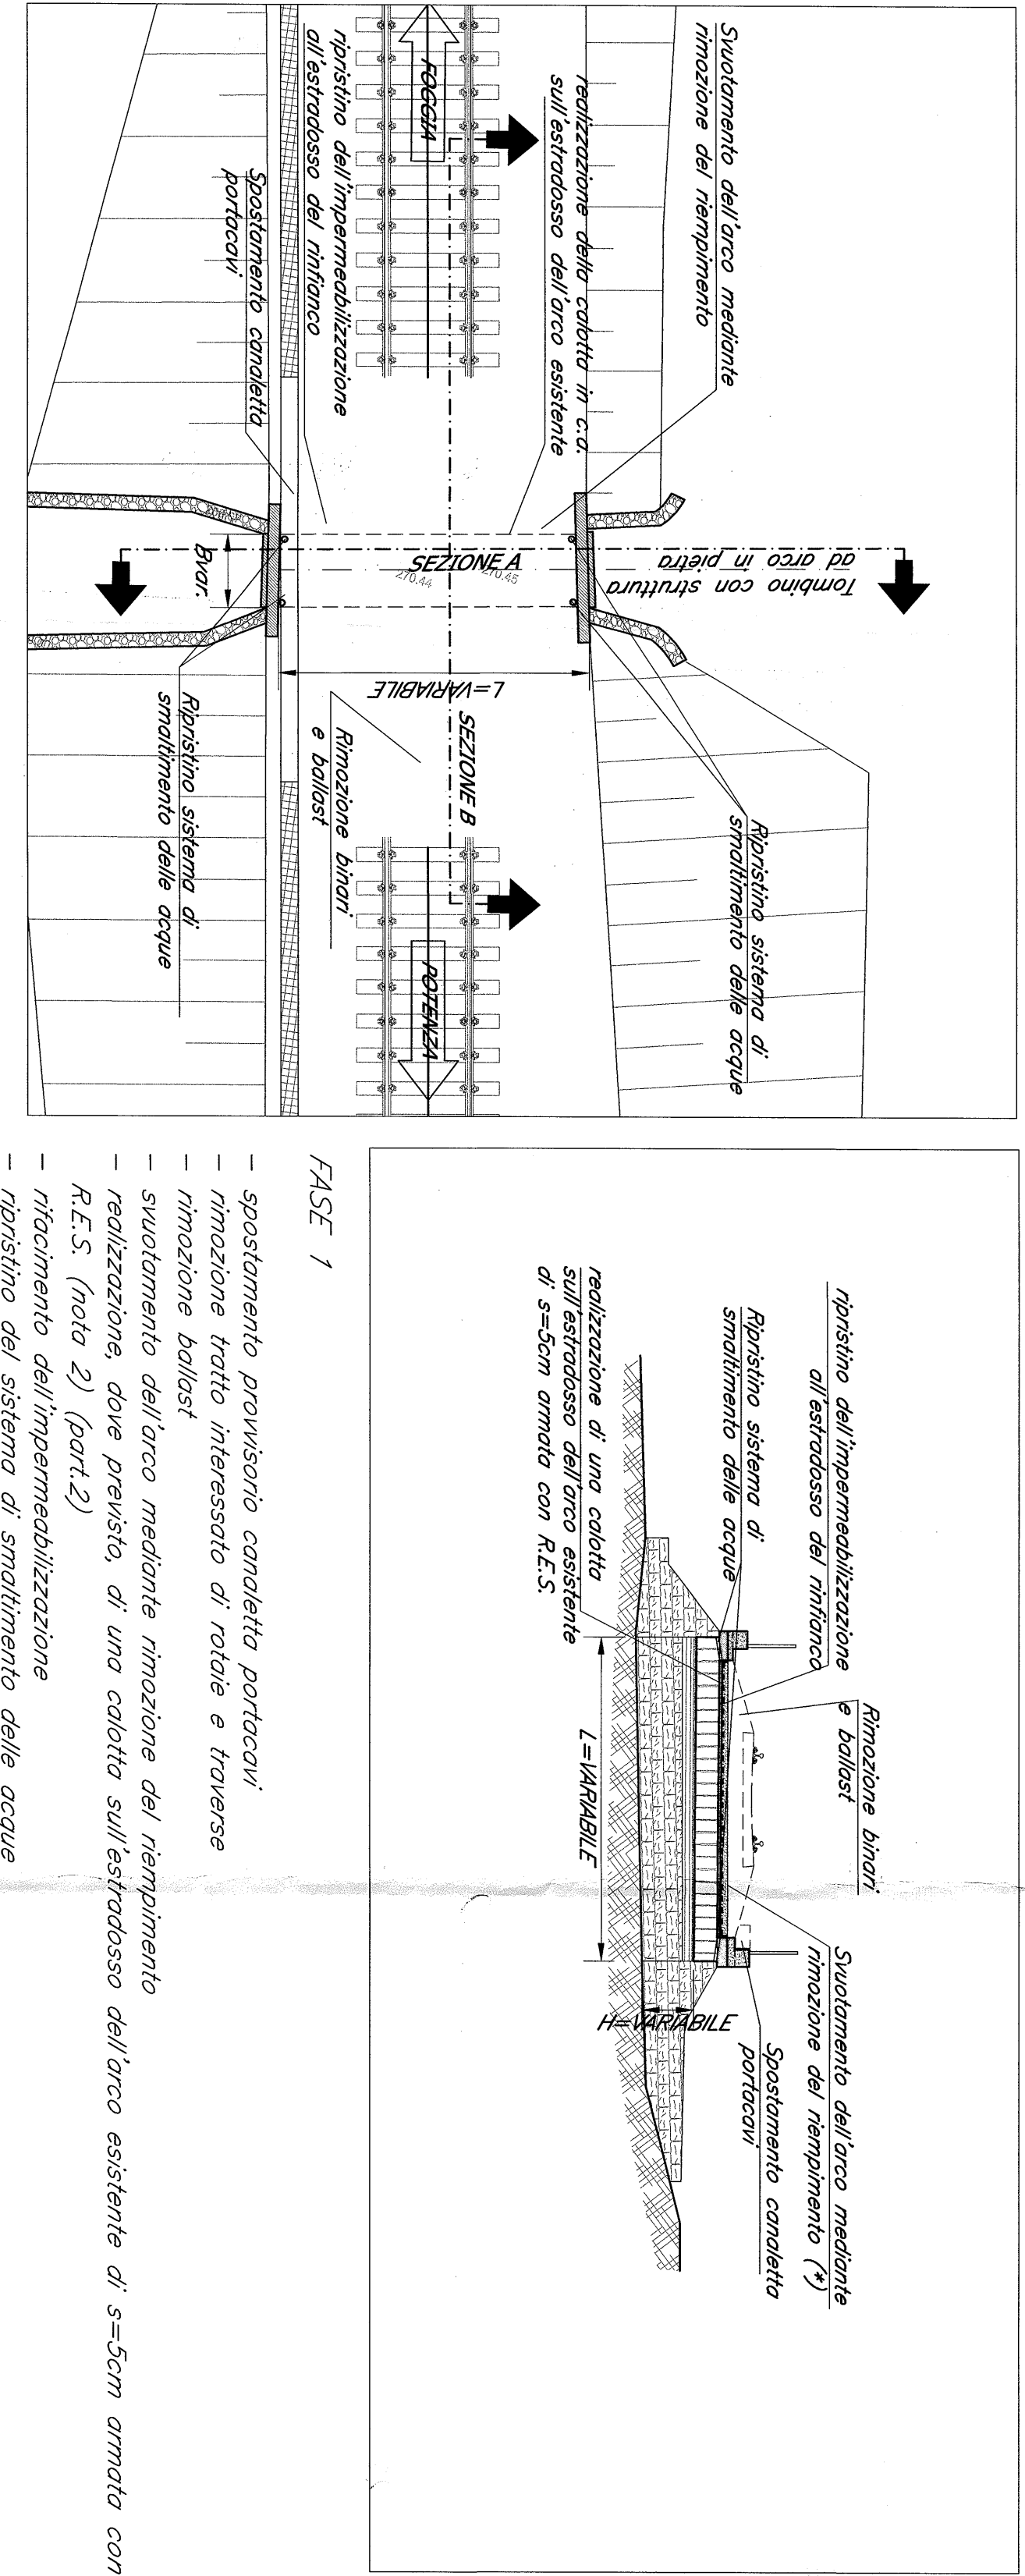 Svuotamento dell'arco mediante
rimozione del riempimento
realizzazione della calotta in c.a.
sull'estradosso dell'arco esistente
FOGGIA
ripristino dell'impermeabilizzazione
all'estradosso del rinfianco
Spostamento canaletta
portacavi
Tombino con struttura
ad arco in pietra
SEZIONE A
270.45
270.44
Bvar.
L=VARIABILE
SEZIONE B
Rimozione binari
e ballast
Ripristino sistema di
smaltimento delle acque
Ripristino sistema di
smaltimento delle acque
POTENZA
ripristino dell'impermeabilizzazione
all'estradosso del rinfianco
Ripristino sistema di
smaltimento delle acque
realizzazione di una calotta
sull'estradosso dell'arco esistente
di s=5cm armata con R.E.S.
Rimozione binari
e ballast
Svuotamento dell'arco mediante
rimozione del riempimento (*)
Spostamento canaletta
portacavi
L=VARIABILE
H=VARIABILE
FASE 1
- spostamento provvisorio canaletta portacavi
- rimozione tratto interessato di rotaie e traverse
- rimozione ballast
- svuotamento dell'arco mediante rimozione del riempimento
- realizzazione, dove previsto, di una calotta sull'estradosso dell'arco esistente di s=5cm armata con
R.E.S. (nota 2) (part.2)
- rifacimento dell'impermeabilizzazione
- ripristino del sistema di smaltimento delle acque